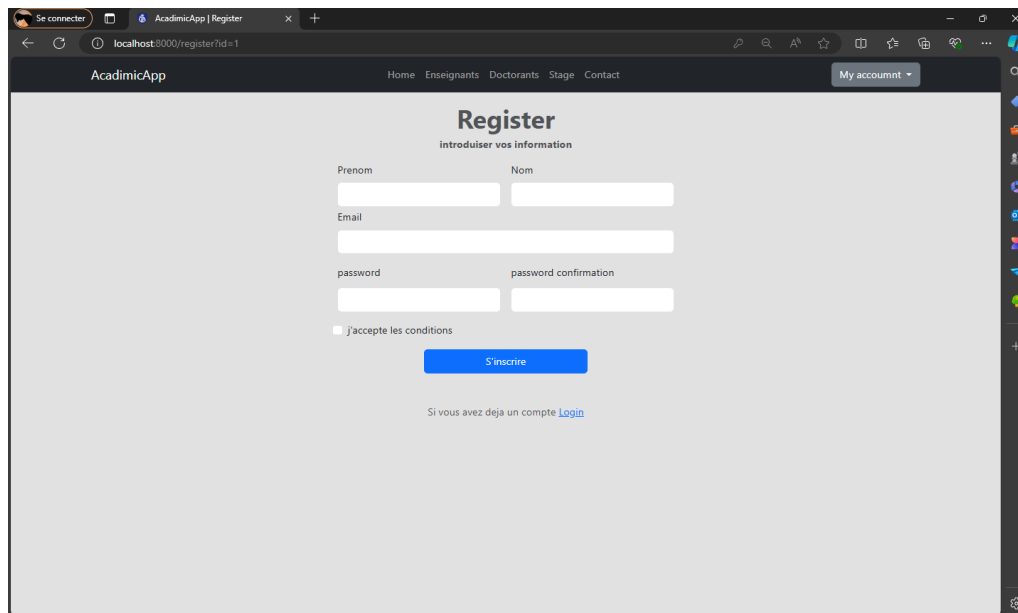 Se connecter AcadimicApp | Register
localhost:8000/register?id=1
AcadimicApp Home Enseignants Doctorants Stage Contact My accoumnt
Register
introduiser vos information
Prenom Nom
Email
password password confirmation
j'accepte les conditions
S'inscrire
Si vous avez deja un compte Login